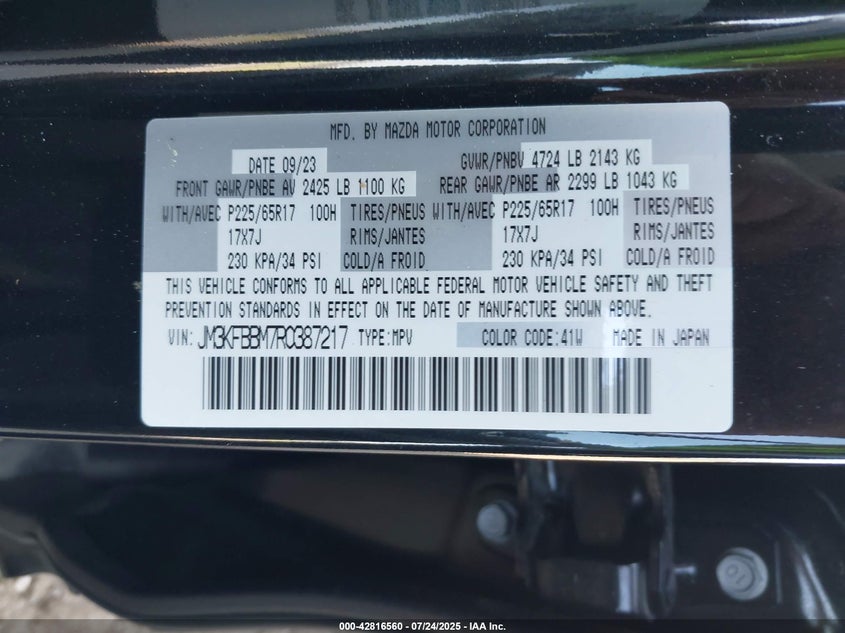 MFD. BY MAZDA MOTOR CORPORATION
DATE 09/23 GVWR/PNBV 4724 LB 2143 KG
FRONT GAWR/PNBE AV 2425 LB 1100 KG REAR GAWR/PNBE AR 2299 LB 1043 KG
WITH/AVEC P225/65R17 100H TIRES/PNEUS WITH/AVEC P225/65R17 100H TIRES/PNEUS
17X7J RIMS/JANTES 17X7J RIMS/JANTES
230 KPA/34 PSI COLD/A FROID 230 KPA/34 PSI COLD/A FROID
THIS VEHICLE CONFORMS TO ALL APPLICABLE FEDERAL MOTOR VEHICLE SAFETY AND THEFT
PREVENTION STANDARDS IN EFFECT ON THE DATE OF MANUFACTURE SHOWN ABOVE.
VIN: JM3KFBBM7R0387217 TYPE:MPV COLOR CODE:41W MADE IN JAPAN
10
000-42816560 - 07/24/2025 - IAA Inc.